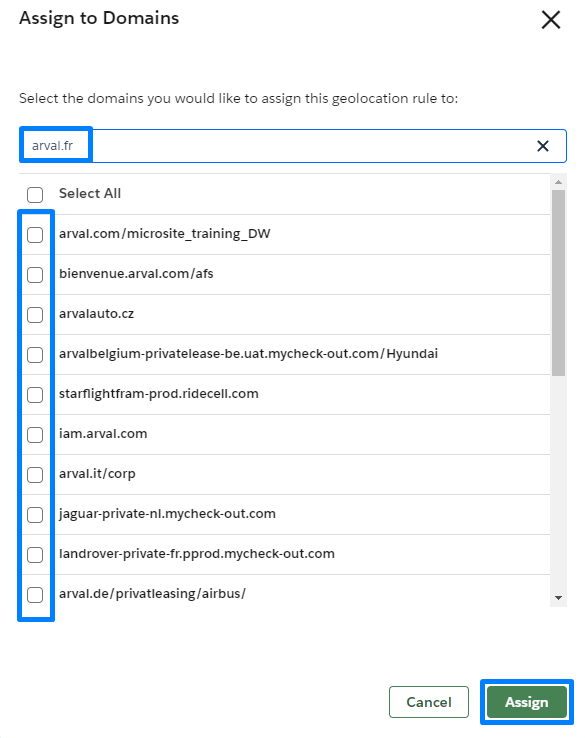 Assign to Domains
Select the domains you would like to assign this geolocation rule to:
arval.fr
Select All
arval.com/microsite_training_DW
bienvenue.arval.com/afs
arvalauto.cz
arvalbelgium-privatelease-be.uat.mycheck-out.com/Hyundai
starflightfram-prod.ridecell.com
iam.arval.com
arval.it/corp
jaguar-private-nl.mycheck-out.com
landrover-private-fr.pprod.mycheck-out.com
arval.de/privatleasing/airbus/
Cancel Assign